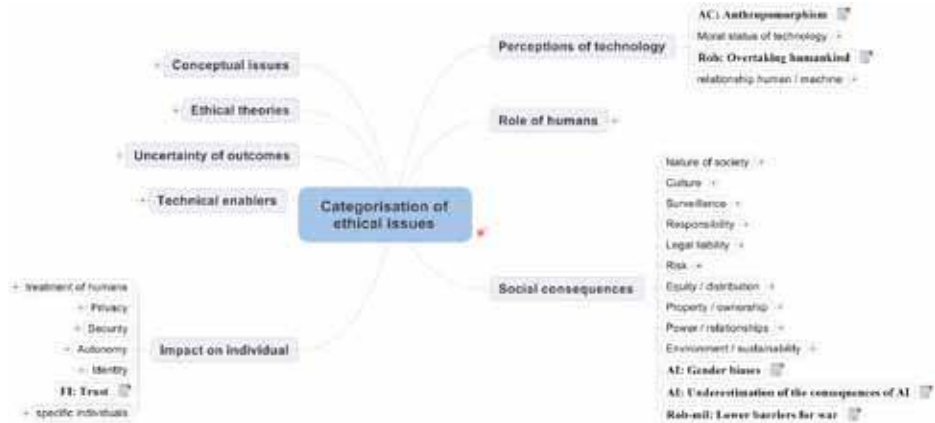 Conceptual issues
Ethical theories
Uncertainty of outcomes
Technical enablers
Categorisation of
ethical issues
treatment of humans
Privacy
Security
Autonomy
Identity
FI: Trust
specific individuals
Impact on individual
Perceptions of technology
AC: Anthropomorphism
Moral status of technology
Rob: Overtaking humankind
relationship human / machine
Role of humans
Social consequences
Nature of society
Culture
Surveillance
Responsibility
Legal liability
Risk
Equity / distribution
Property / ownership
Power / relationships
Environment / sustainability
AI: Gender biases
AI: Underestimation of the consequences of AI
Rob-mil: Lower barriers for war